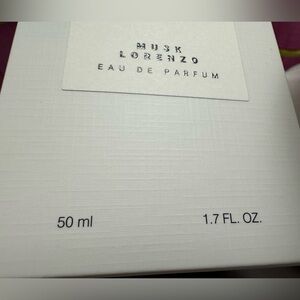 MUSK
LORENZO
EAU DE PARFUM
50 ml 1.7 FL. OZ.